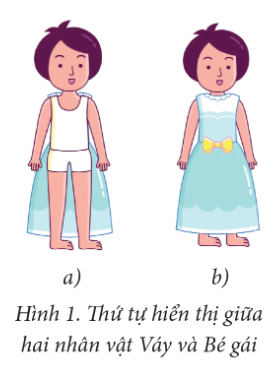 a) b)
Hình 1. Thứ tự hiển thị giữa
hai nhân vật Váy và Bé gái